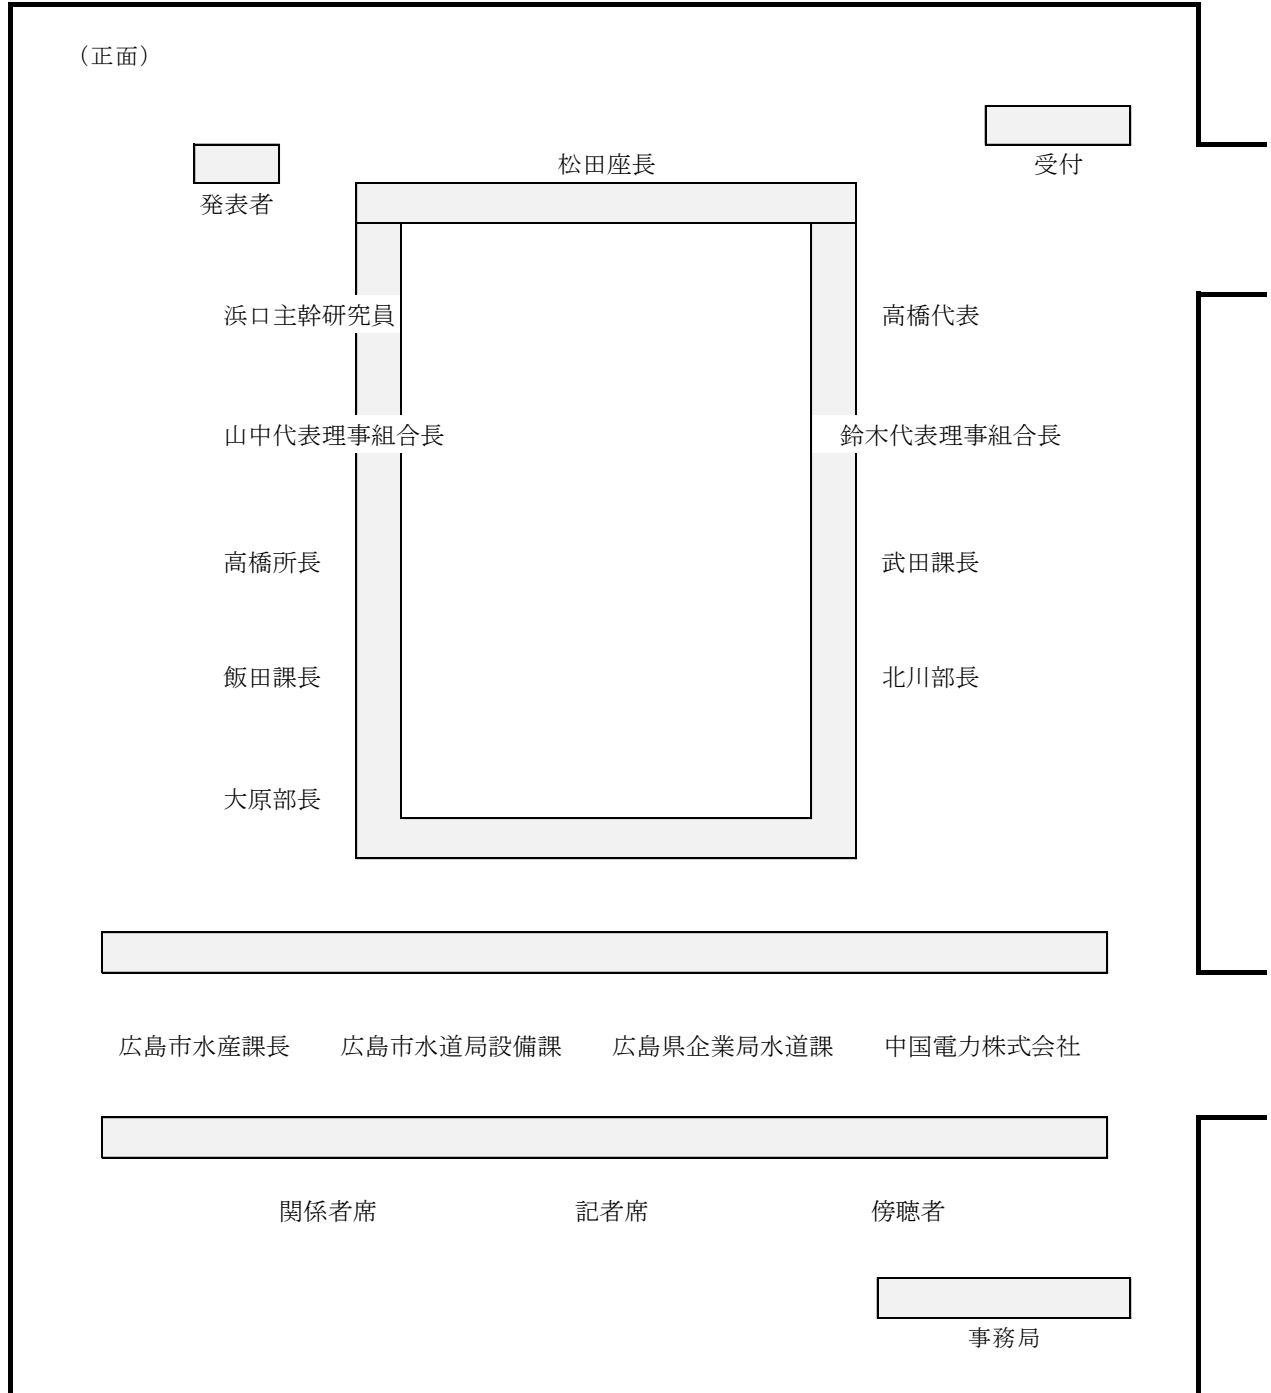 （正面）
松田座長
受付
発表者
浜口主幹研究員
高橋代表
山中代表理事組合長
鈴木代表理事組合長
高橋所長
武田課長
飯田課長
北川部長
大原部長
広島市水産課長
広島市水道局設備課
広島県企業局水道課
中国電力株式会社
関係者席
記者席
傍聴者
事務局